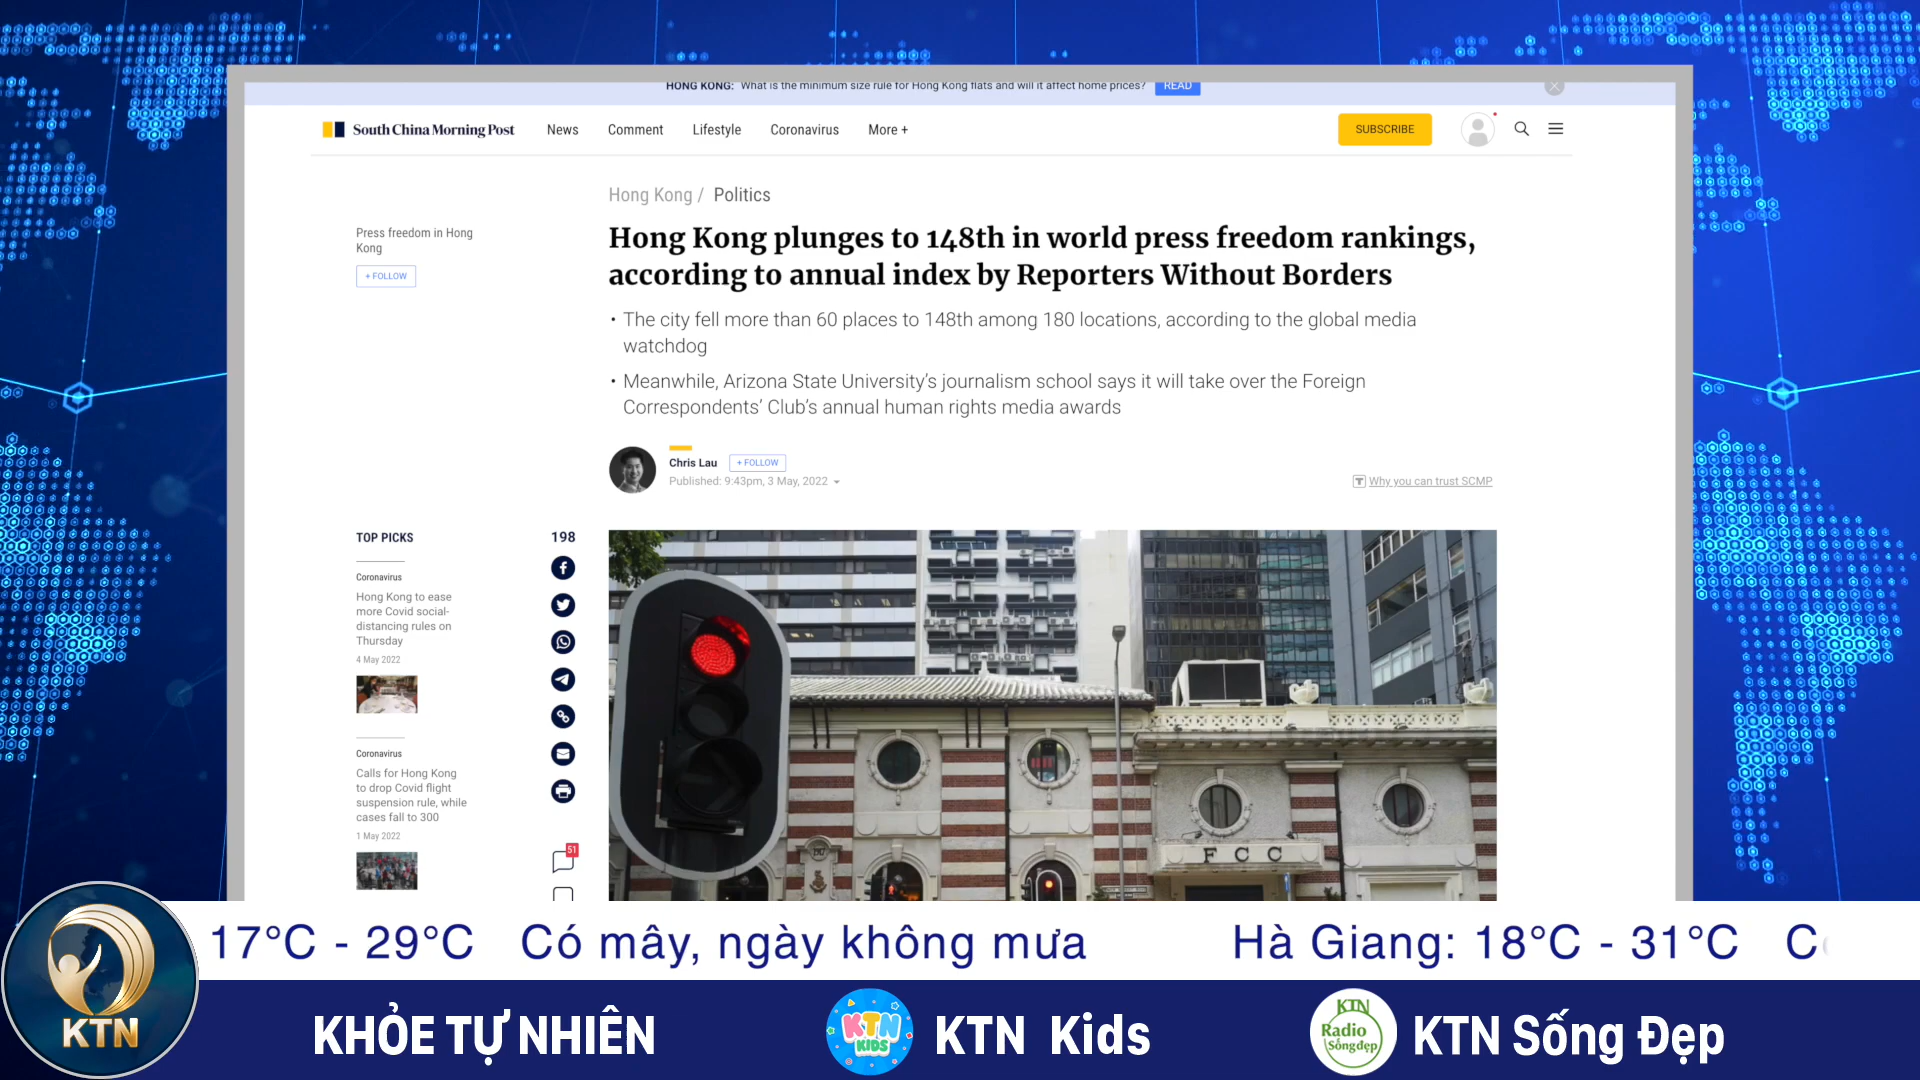 HONG KONG: What is the minimum size rule for Hong Kong flats and will it affect home prices? READ
South China Morning Post News Comment Lifestyle Coronavirus More + SUBSCRIBE
Hong Kong / Politics
Press freedom in Hong
Kong
+ FOLLOW
Hong Kong plunges to 148th in world press freedom rankings,
according to annual index by Reporters Without Borders
• The city fell more than 60 places to 148th among 180 locations, according to the global media
watchdog
• Meanwhile, Arizona State University's journalism school says it will take over the Foreign
Correspondents' Club's annual human rights media awards
Chris Lau + FOLLOW
Published: 9:43pm, 3 May, 2022
Why you can trust SCMP
TOP PICKS
198
Coronavirus
Hong Kong to ease
more Covid social-
distancing rules on
Thursday
4 May 2022
Coronavirus
Calls for Hong Kong
to drop Covid flight
suspension rule, while
cases fall to 300
1 May 2022
51
1917
F C C
17°C - 29°C Có mây, ngày không mưa Hà Giang: 18°C - 31°C C
KTN
KHỎE TỰ NHIÊN
KTN
KIDS
KTN Kids
KTN
Radio
Sống đẹp
KTN Sống Đẹp